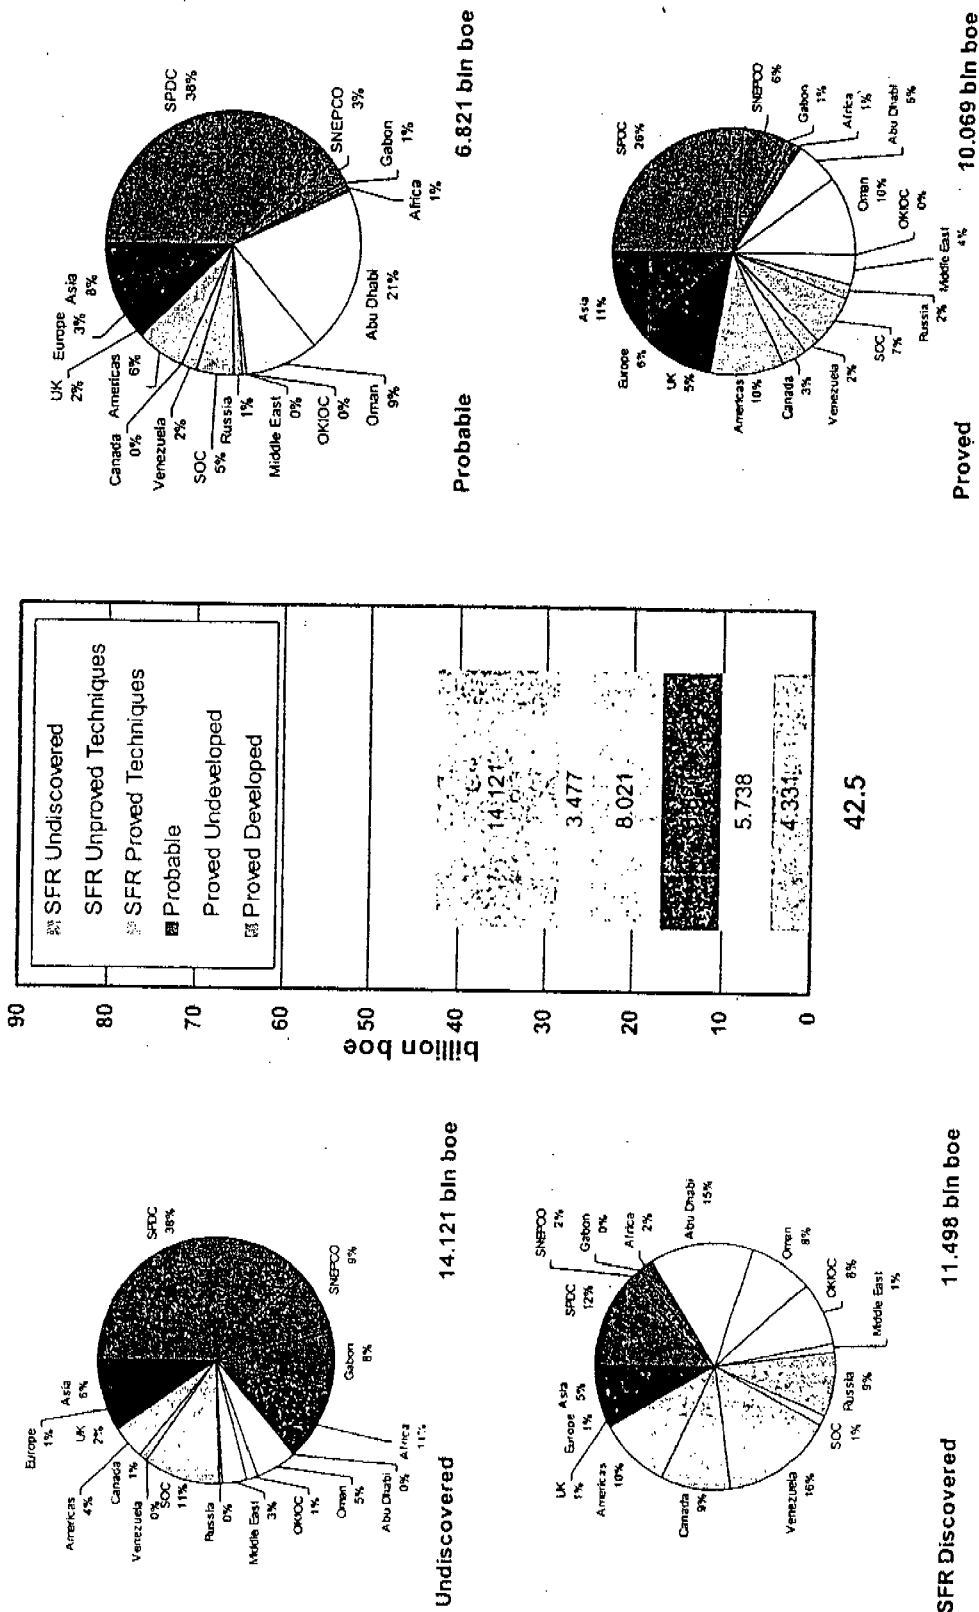 SPDC
38%
SNEPCO
3%
Gabon
1%
Africa
1%
Abu Dhabi
21%
Oman
9%
OKIOC
0%
Middle East
0%
Russia
1%
SOC
5%
Venezuela
2%
Canada
0%
Americas
6%
UK
2%
Europe
3%
Asia
8%
Probable
6.821 bln boe
SPDC
26%
SNEPCO
6%
Gabon
1%
Africa
1%
Abu Dhabi
Oman
10%
OKIOC
0%
Middle East
4%
Russia
2%
SOC
7%
Venezuela
2%
Canada
3%
Americas
10%
UK
5%
Europe
6%
Asia
11%
Proved
10.069 bln boe
SFR Undiscovered
SFR Unproved Techniques
SFR Proved Techniques
Probable
Proved Undeveloped
Proved Developed
90
80
70
60
50
40
30
20
10
0
billion boe
14.121
3.477
8.021
5.738
4.331
42.5
SPDC
38%
SNEPCO
9%
Gabon
8%
Africa
11%
Abu Dhabi
0%
Oman
5%
OKIOC
1%
Middle East
3%
Russia
0%
SOC
11%
Venezuela
0%
Canada
1%
Americas
4%
UK
2%
Europe
1%
Asia
6%
Undiscovered
14.121 bln boe
SPDC
12%
SNEPCO
2%
Gabon
0%
Africa
2%
Abu Dhabi
15%
Oman
8%
OKIOC
8%
Middle East
1%
Russia
9%
SOC
1%
Venezuela
16%
Canada
9%
Americas
10%
UK
1%
Europe
1%
Asia
5%
SFR Discovered
11.498 bln boe